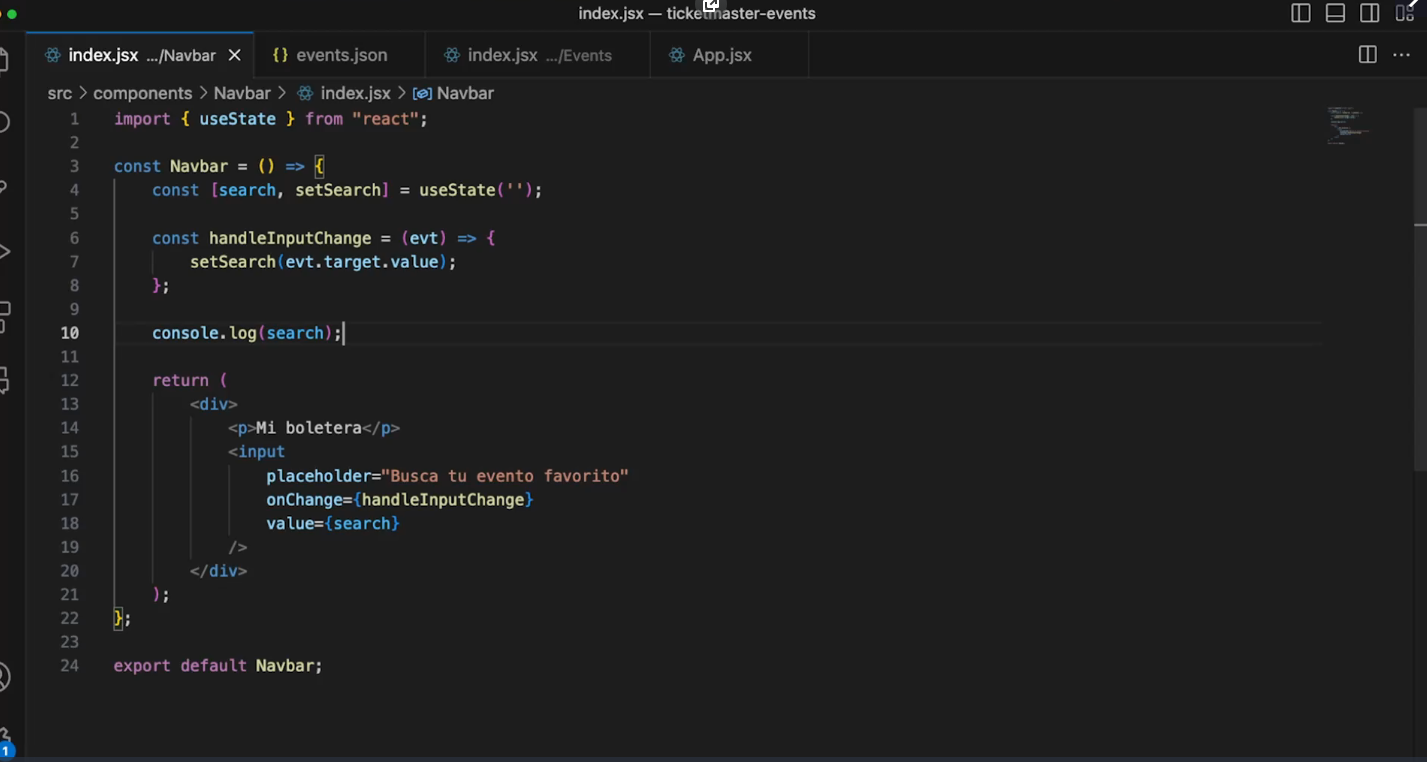 index.jsx — ticketmaster-events
index.jsx .../Navbar
events.json
index.jsx .../Events
App.jsx
src > components > Navbar > index.jsx > Navbar
1 import { useState } from "react";
2
3 const Navbar = () => {
4 const [search, setSearch] = useState('');
5
6 const handleInputChange = (evt) => {
7 setSearch(evt.target.value);
8 };
9
10 console.log(search);
11
12 return (
13 <div>
14 <p>Mi boletera</p>
15 <input
16 placeholder="Busca tu evento favorito"
17 onChange={handleInputChange}
18 value={search}
19 />
20 </div>
21 );
22 };
23
24 export default Navbar;
1